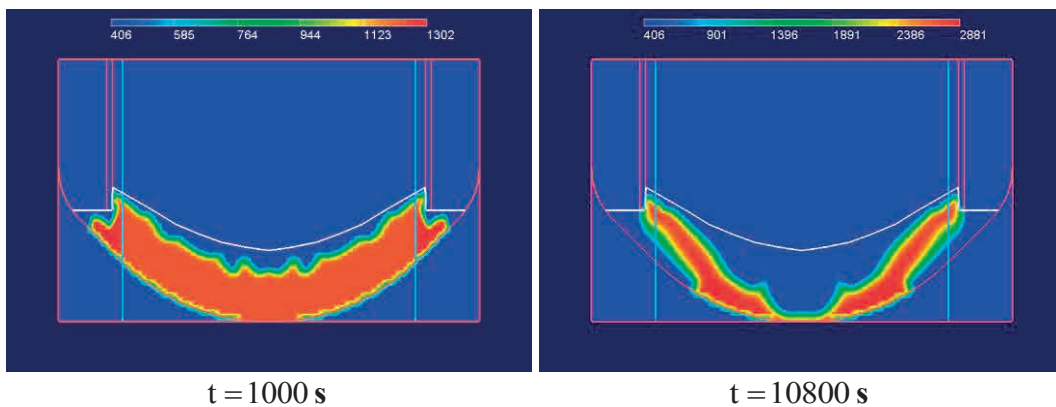 406 585 764 944 1123 1302
406 901 1396 1891 2386 2881
t = 1000 s
t = 10800 s